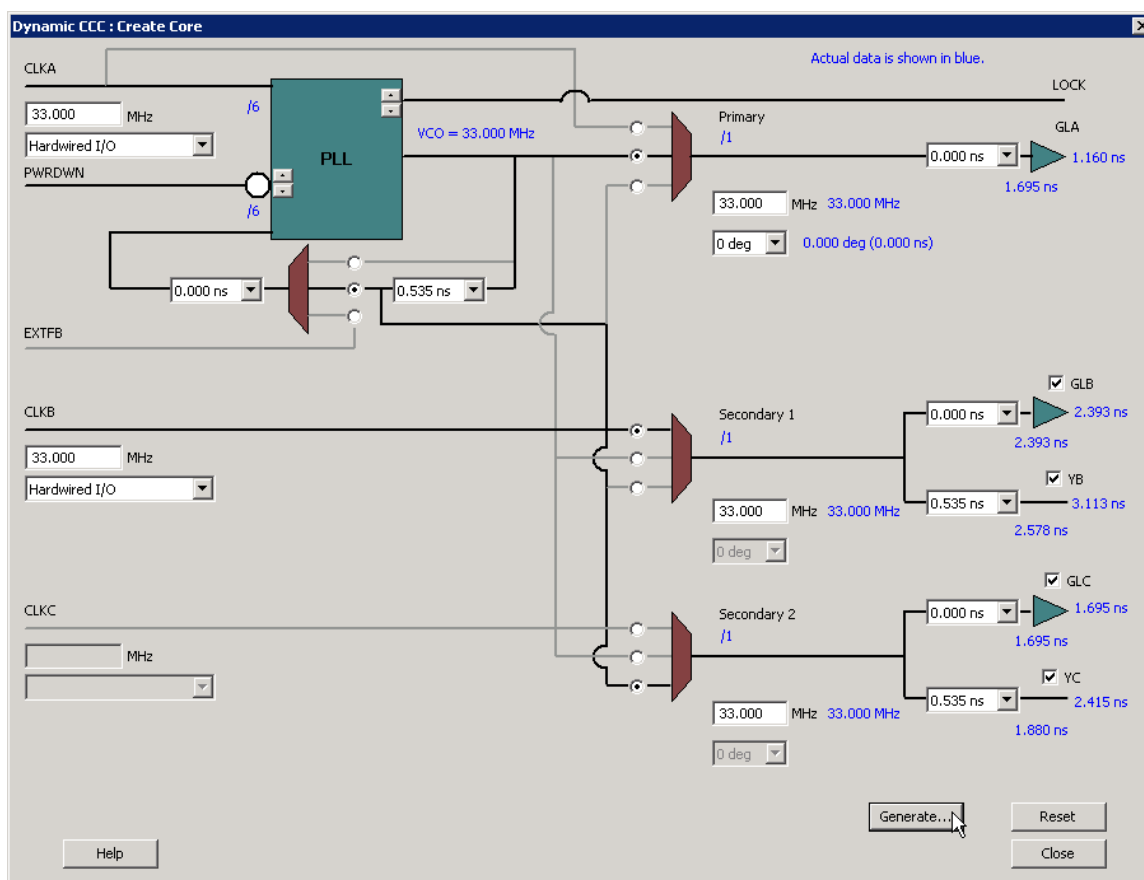 Dynamic CCC : Create Core
Actual data is shown in blue.
CLKA
/6
33.000 MHz
Hardwired I/O
PWRDWN
/6
PLL
VCO = 33.000 MHz
LOCK
Primary
/1
GLA
0.000 ns
1.160 ns
1.695 ns
33.000 MHz 33.000 MHz
0 deg 0.000 deg (0.000 ns)
0.000 ns
0.535 ns
EXTFB
CLKB
33.000 MHz
Hardwired I/O
Secondary 1
/1
GLB
0.000 ns
2.393 ns
2.393 ns
YB
33.000 MHz 33.000 MHz
0.535 ns
3.113 ns
2.578 ns
0 deg
CLKC
MHz
Secondary 2
/1
GLC
0.000 ns
1.695 ns
1.695 ns
YC
33.000 MHz 33.000 MHz
0.535 ns
2.415 ns
1.880 ns
0 deg
Generate...
Reset
Help
Close